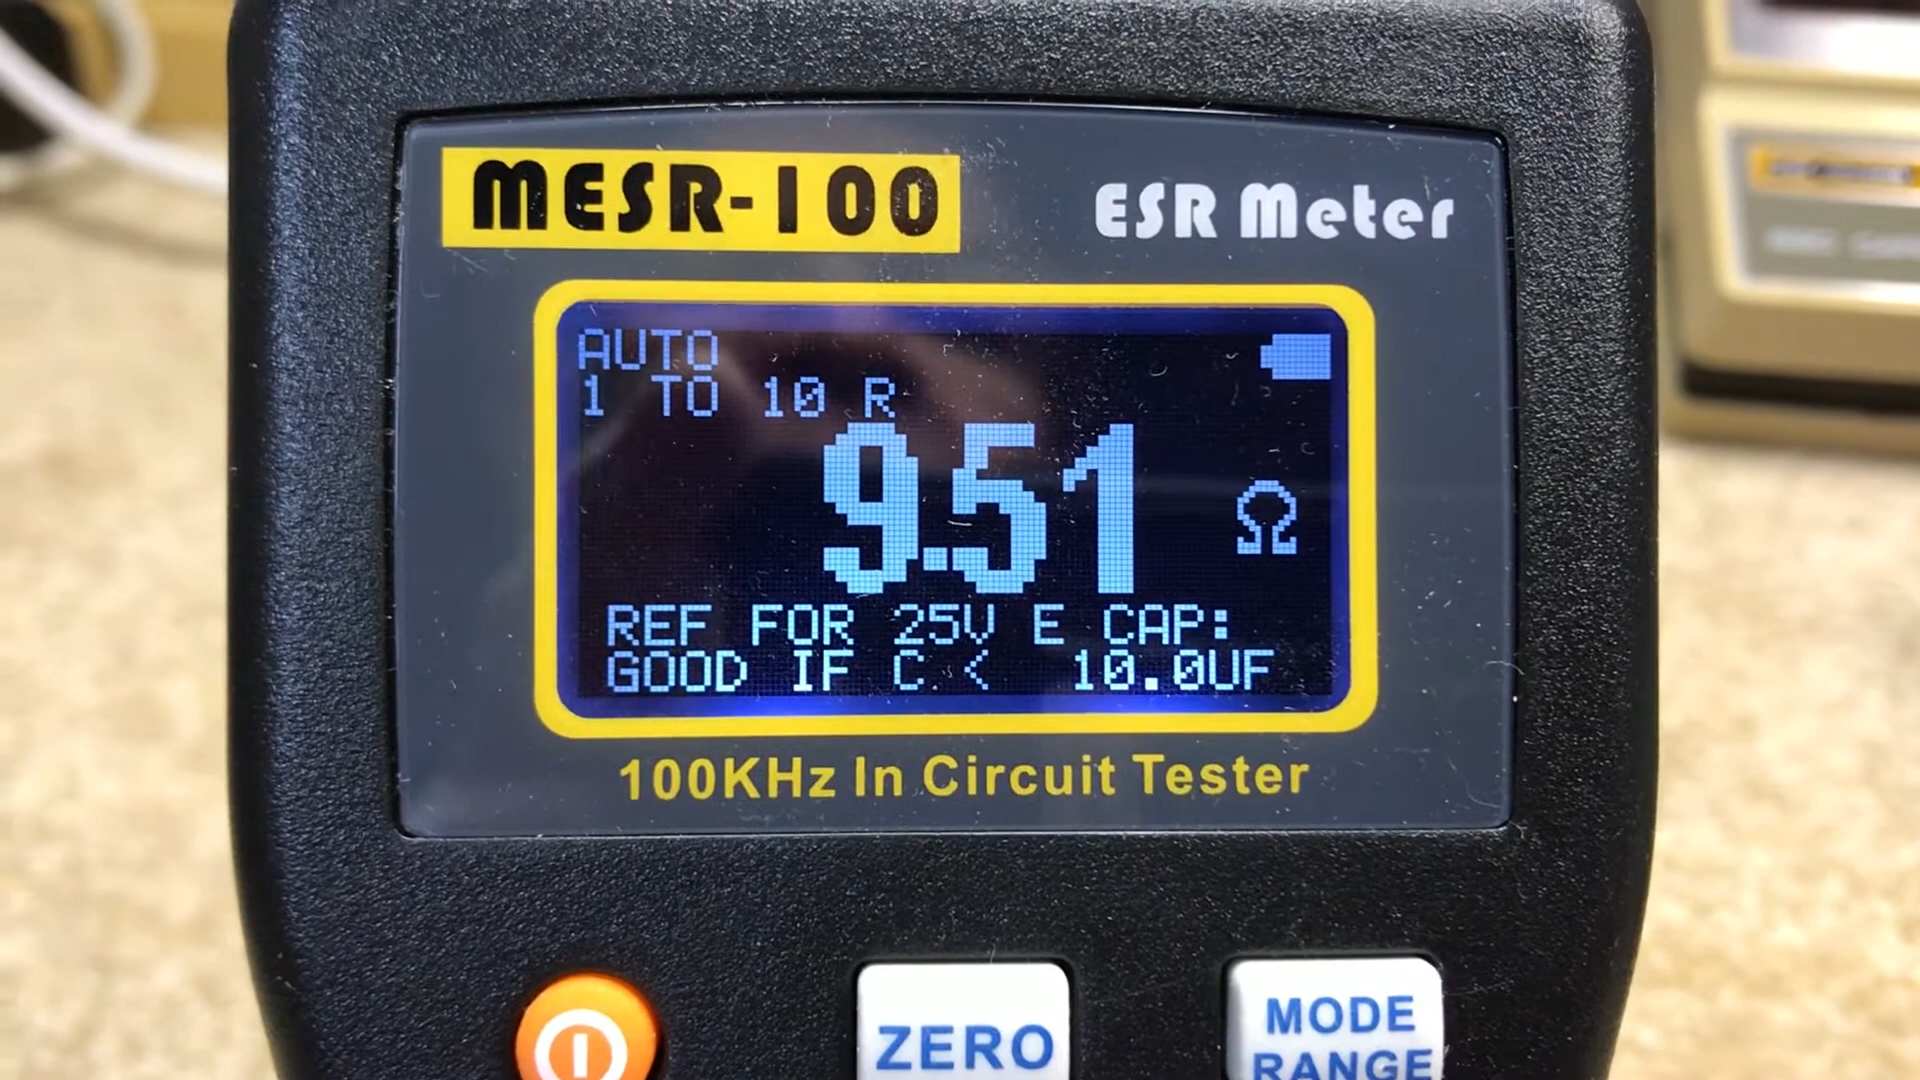 MESR-100
ESR Meter
AUTO
1 TO 10 R
9.51 Ω
REF FOR 25V E CAP:
GOOD IF C < 10.0UF
100KHz In Circuit Tester
ZERO
MODE
RANGE